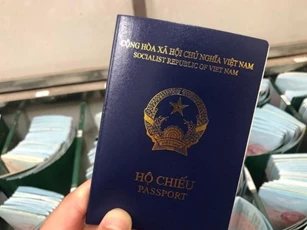 CỘNG HÒA XÃ HỘI CHỦ NGHĨA VIỆT NAM
SOCIALIST REPUBLIC OF VIET NAM
HỘ CHIẾU
PASSPORT